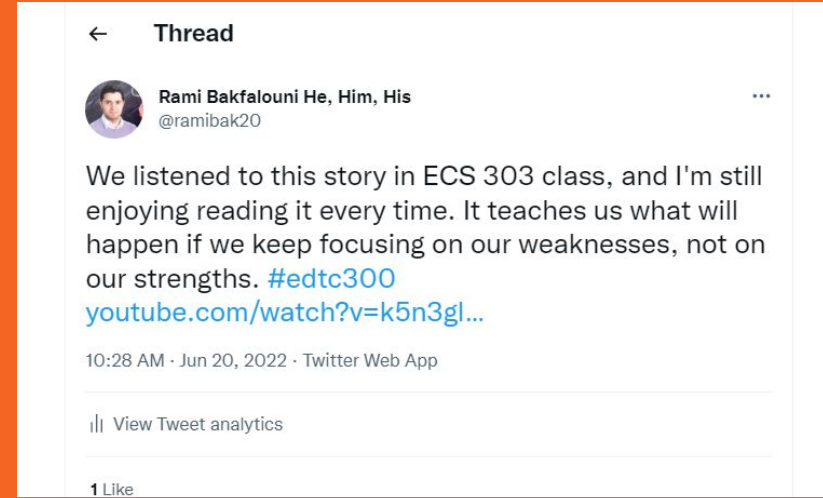 ← Thread
Rami Bakfalouni He, Him, His
@ramibak20
We listened to this story in ECS 303 class, and I'm still
enjoying reading it every time. It teaches us what will
happen if we keep focusing on our weaknesses, not on
our strengths. #edtc300
youtube.com/watch?v=k5n3gl...
10:28 AM · Jun 20, 2022 · Twitter Web App
View Tweet analytics
1 Like